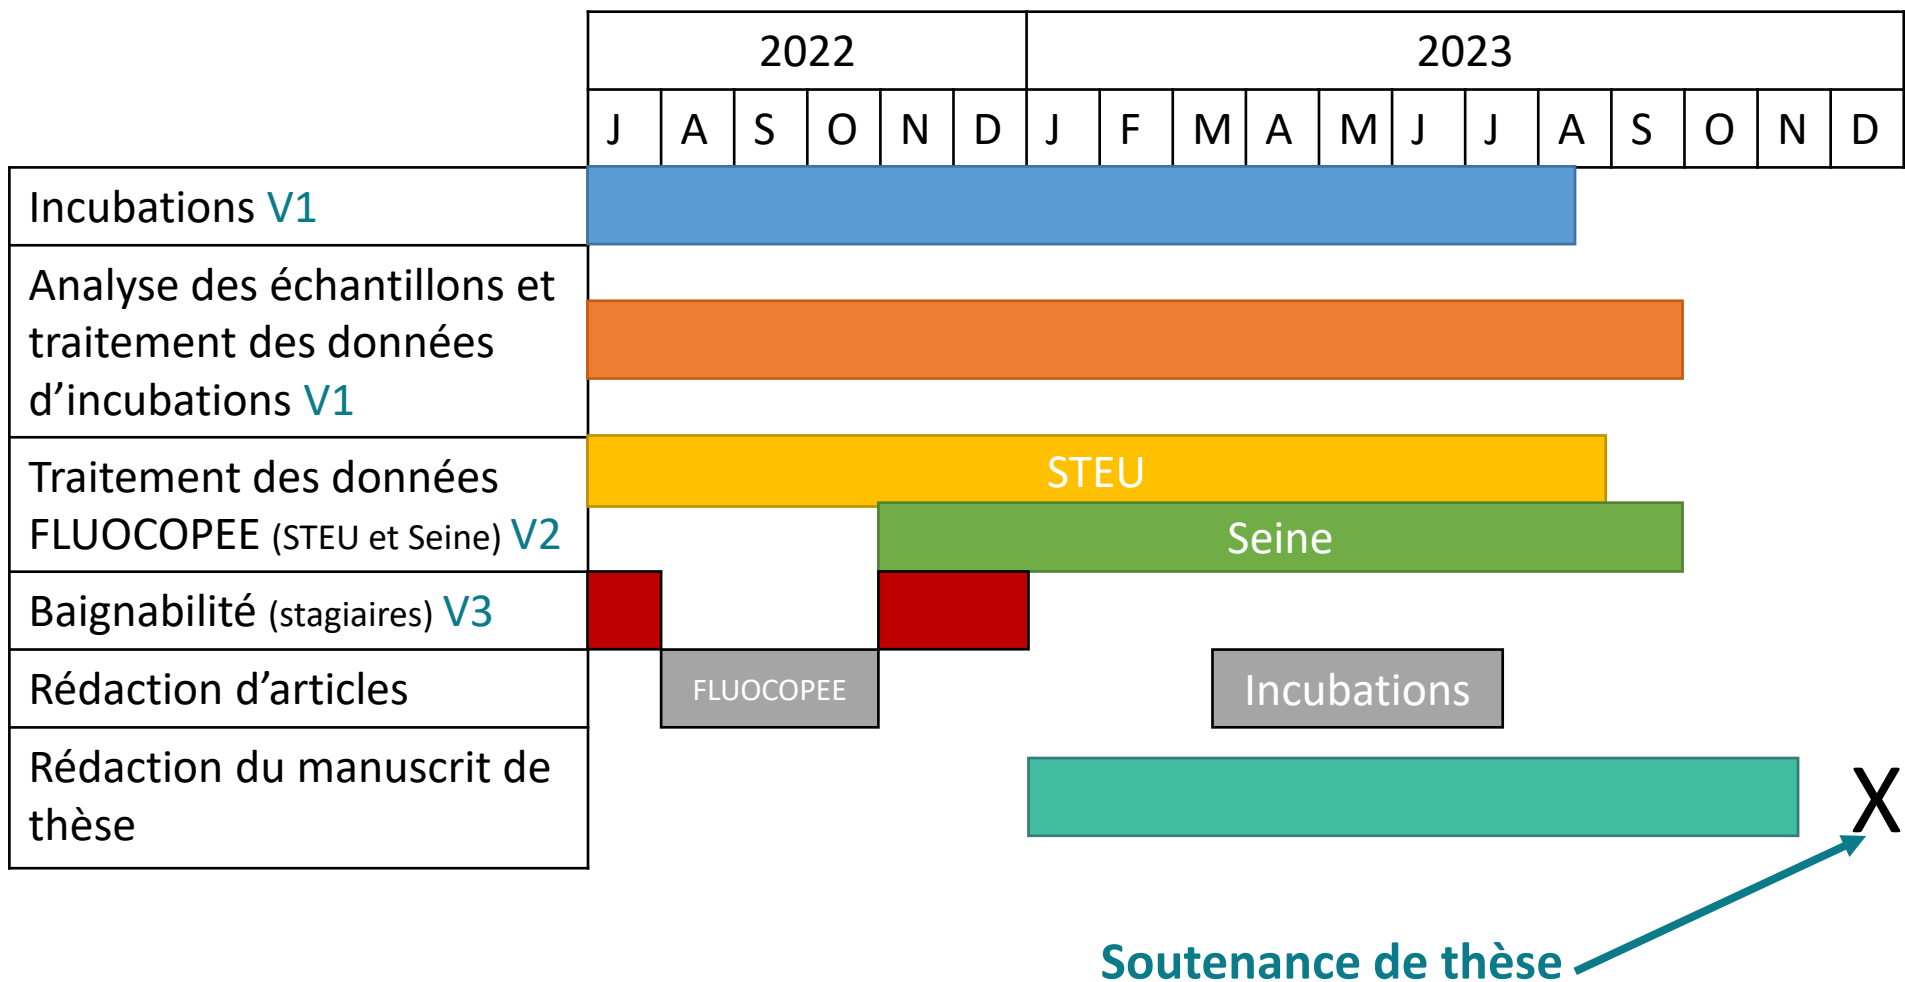 2022 2023
J A S O N D J F M A M J J A S O N D
Incubations V1
Analyse des échantillons et
traitement des données
d’incubations V1
Traitement des données
FLUOCOPEE (STEU et Seine) V2
STEU
Seine
Baignabilité (stagiaires) V3
Rédaction d’articles
FLUOCOPEE
Incubations
Rédaction du manuscrit de
thèse
X
Soutenance de thèse